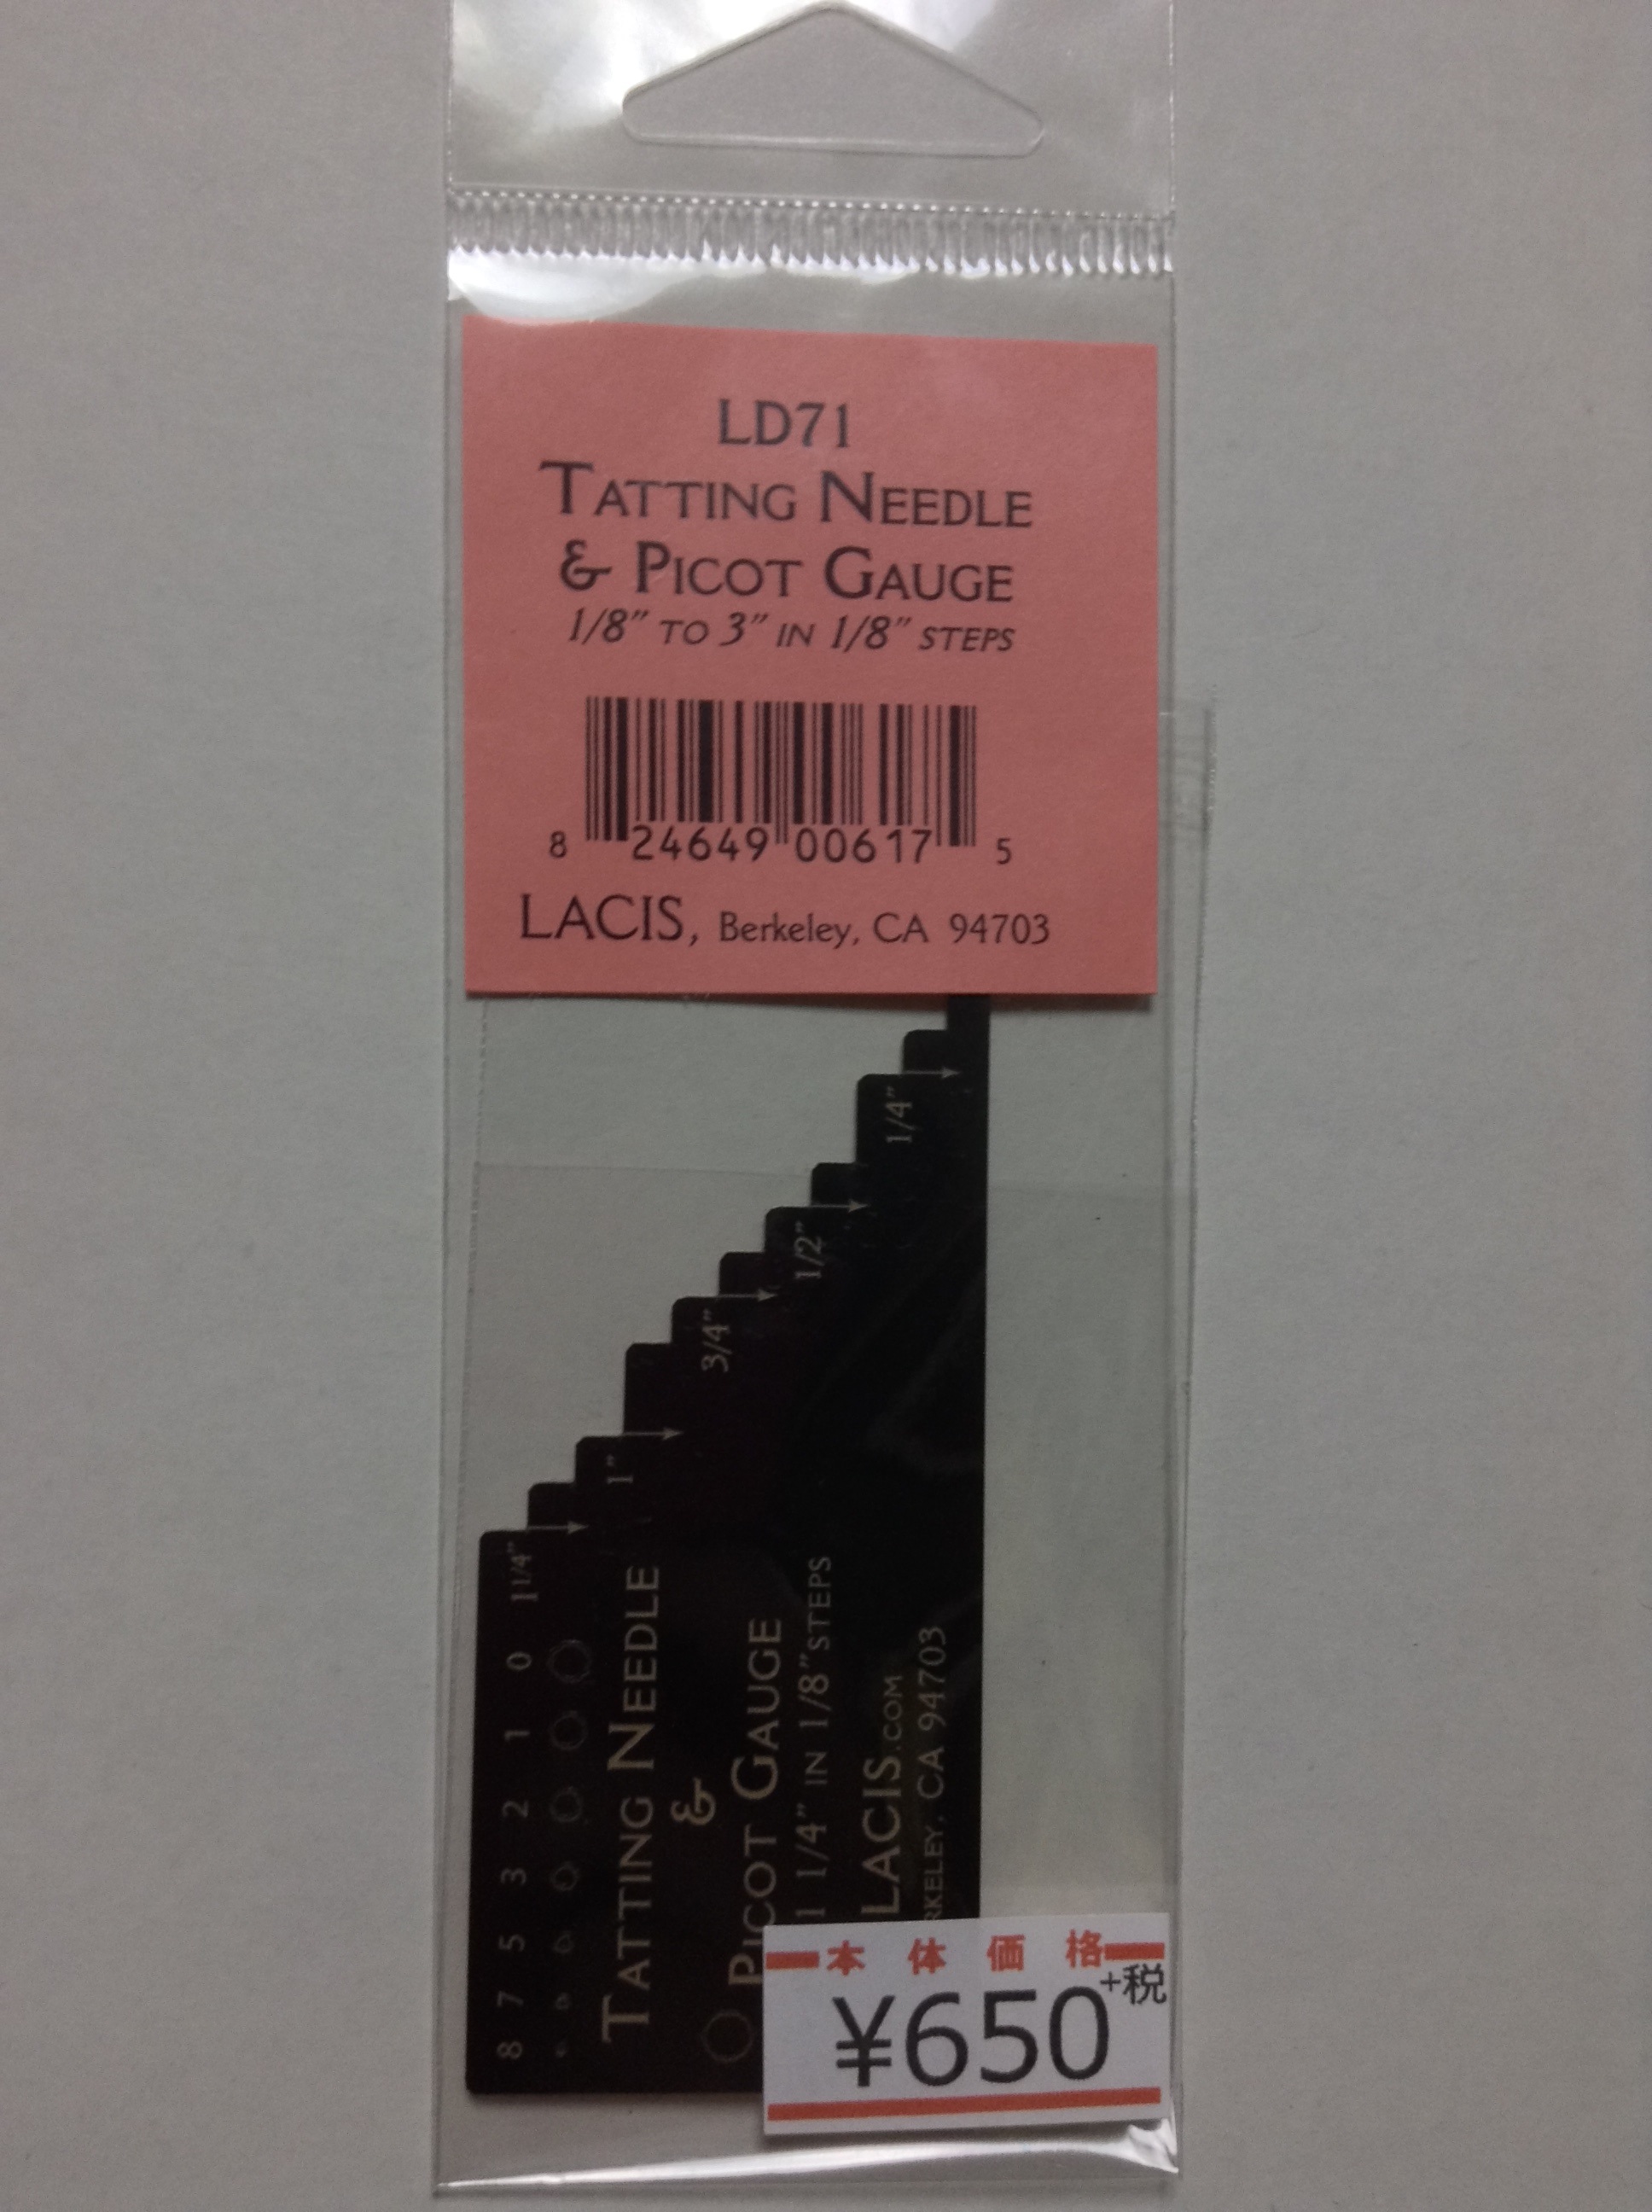 LD71
TATTING NEEDLE
& PICOT GAUGE
1/8" TO 3" IN 1/8" STEPS
8 24649 00617 5
LACIS, Berkeley, CA 94703
1/4"
1/2"
3/4"
1"
1 1/4"
8 7 5 3 2 1 0
TATTING NEEDLE
&
PICOT GAUGE
1 1/4" IN 1/8" STEPS
LACIS.COM
RKELEY, CA 94703
本体価格
¥650+税